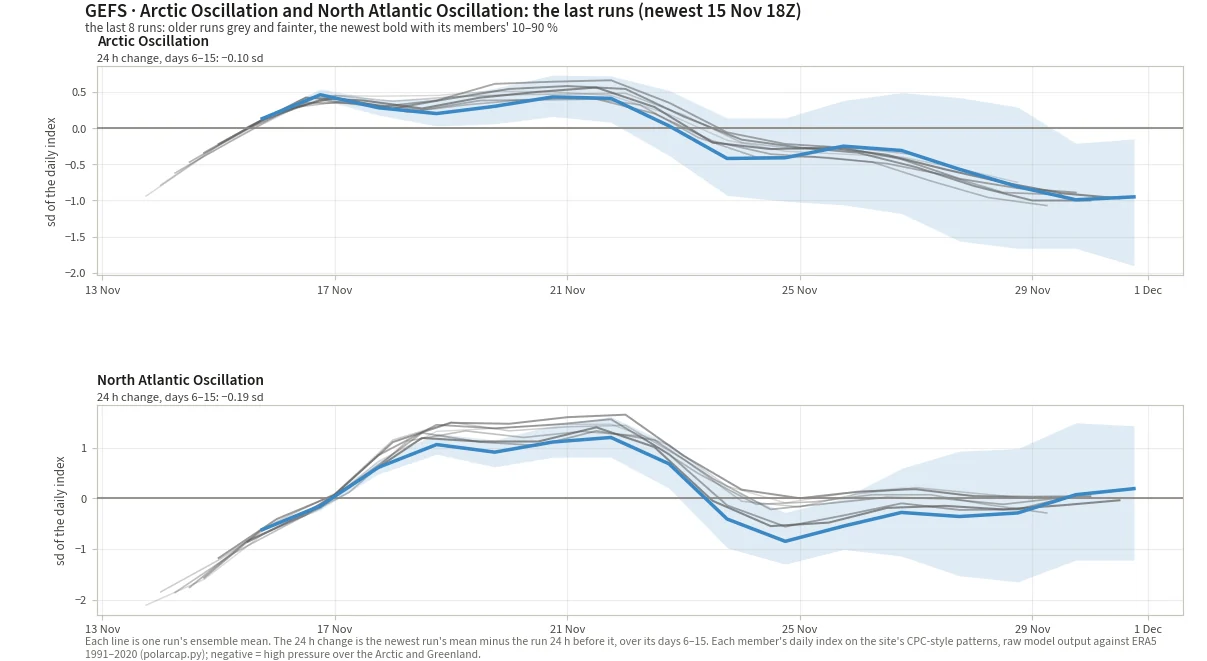 GEFS · Arctic Oscillation and North Atlantic Oscillation: the last runs (newest 15 Nov 18Z)
the last 8 runs: older runs grey and fainter, the newest bold with its members' 10–90 %
Arctic Oscillation
24 h change, days 6–15: −0.10 sd
sd of the daily index
0.5
0.0
−0.5
−1.0
−1.5
−2.0
13 Nov
17 Nov
21 Nov
25 Nov
29 Nov
1 Dec
North Atlantic Oscillation
24 h change, days 6–15: −0.19 sd
sd of the daily index
1
0
−1
−2
13 Nov
17 Nov
21 Nov
25 Nov
29 Nov
1 Dec
Each line is one run's ensemble mean. The 24 h change is the newest run's mean minus the run 24 h before it, over its days 6–15. Each member's daily index on the site's CPC-style patterns, raw model output against ERA5
1991–2020 (polarcap.py); negative = high pressure over the Arctic and Greenland.